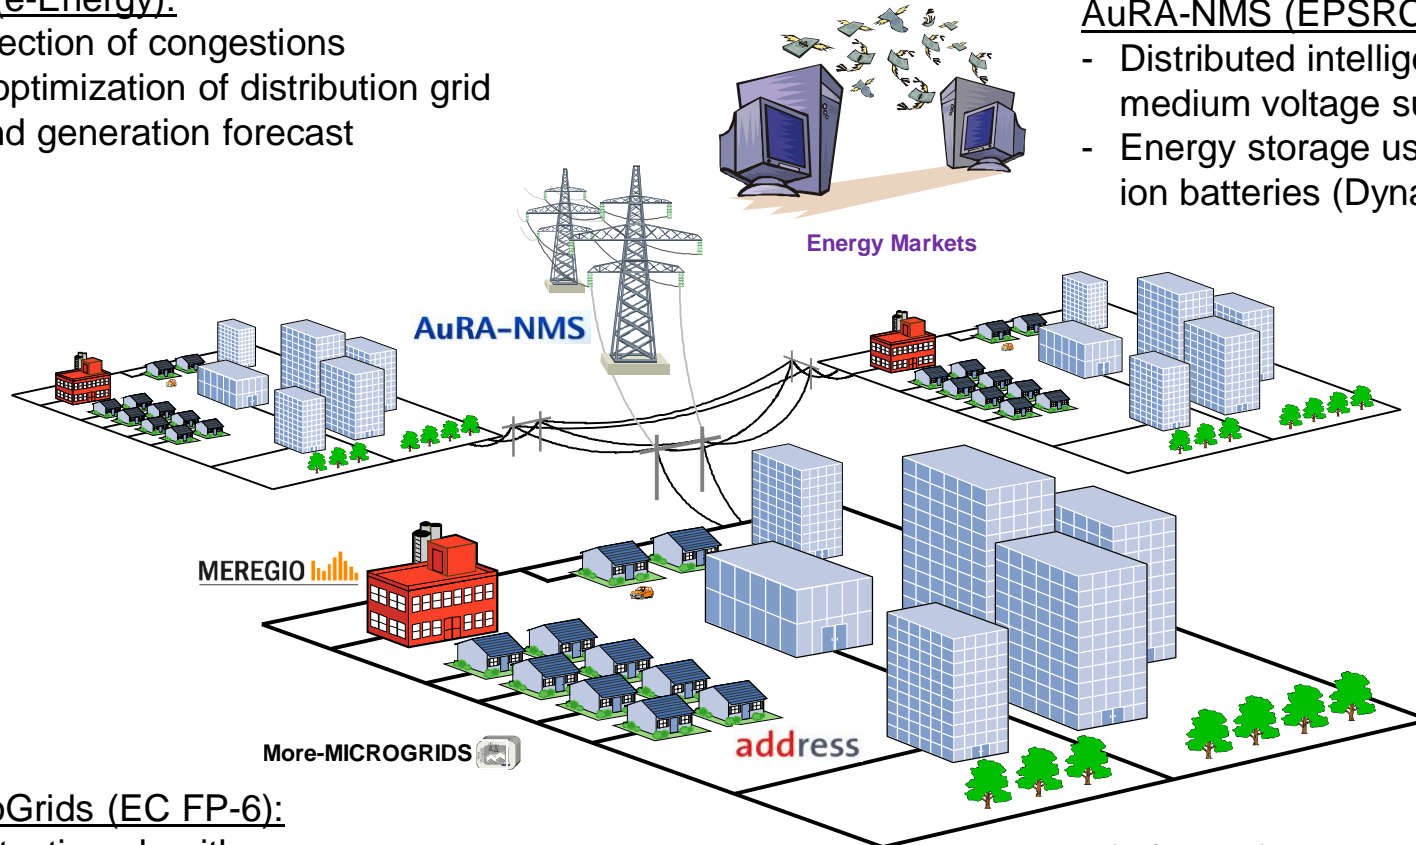 (e-Energy):
ection of congestions
optimization of distribution grid
nd generation forecast
AuRA-NMS (EPSRC
- Distributed intellige
medium voltage su
- Energy storage us
ion batteries (Dyna
Energy Markets
AuRA-NMS
MEREGIO
More-MICROGRIDS
address
oGrids (EC FP-6):